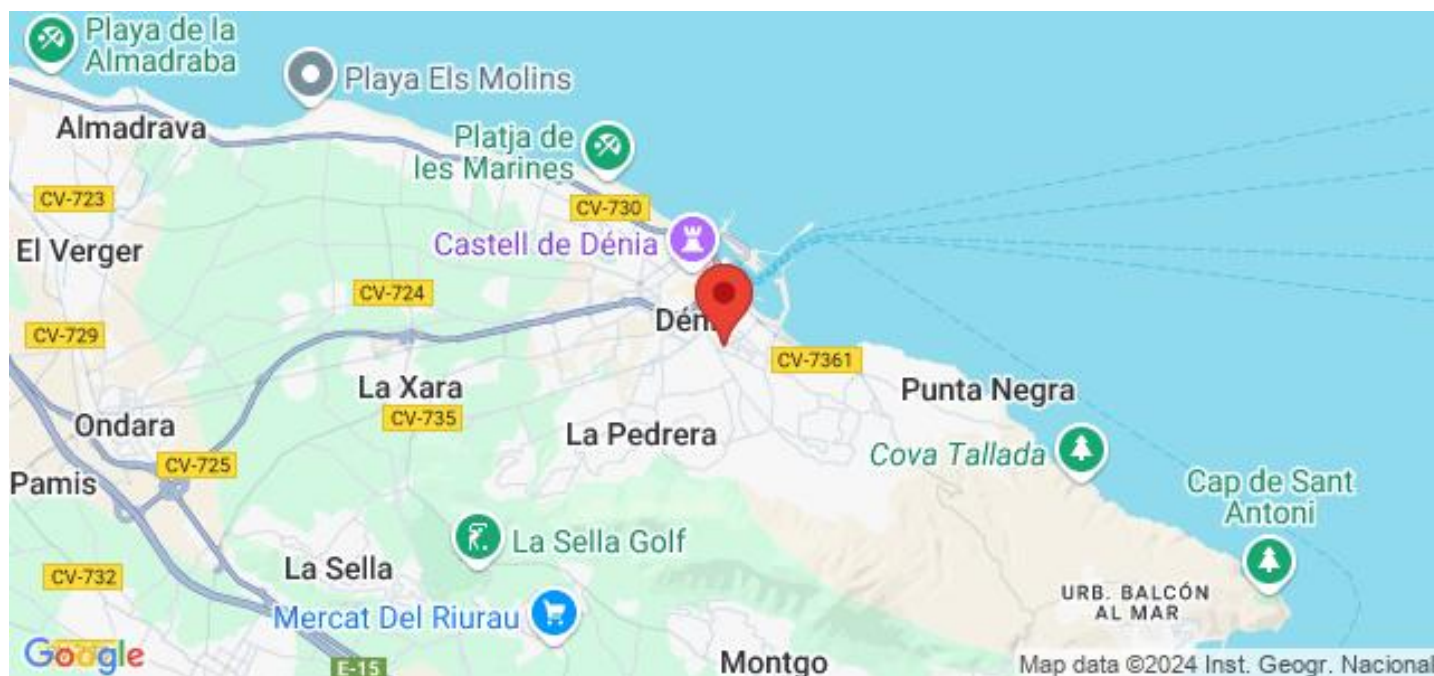 Playa de la
Almadraba
Playa Els Molins
Almadrava
Platja de
les Marines
CV-723
CV-730
Castell de Dénia
El Verger
CV-724
Déni
CV-729
CV-7361
La Xara
Punta Negra
CV-735
Ondara
La Pedrera
Cova Tallada
CV-725
Pamis
Cap de Sant
Antoni
La Sella Golf
La Sella
CV-732
URB. BALCÓN
AL MAR
Mercat Del Riurau
Google
E-15
Montgo
Map data ©2024 Inst. Geogr. Nacional